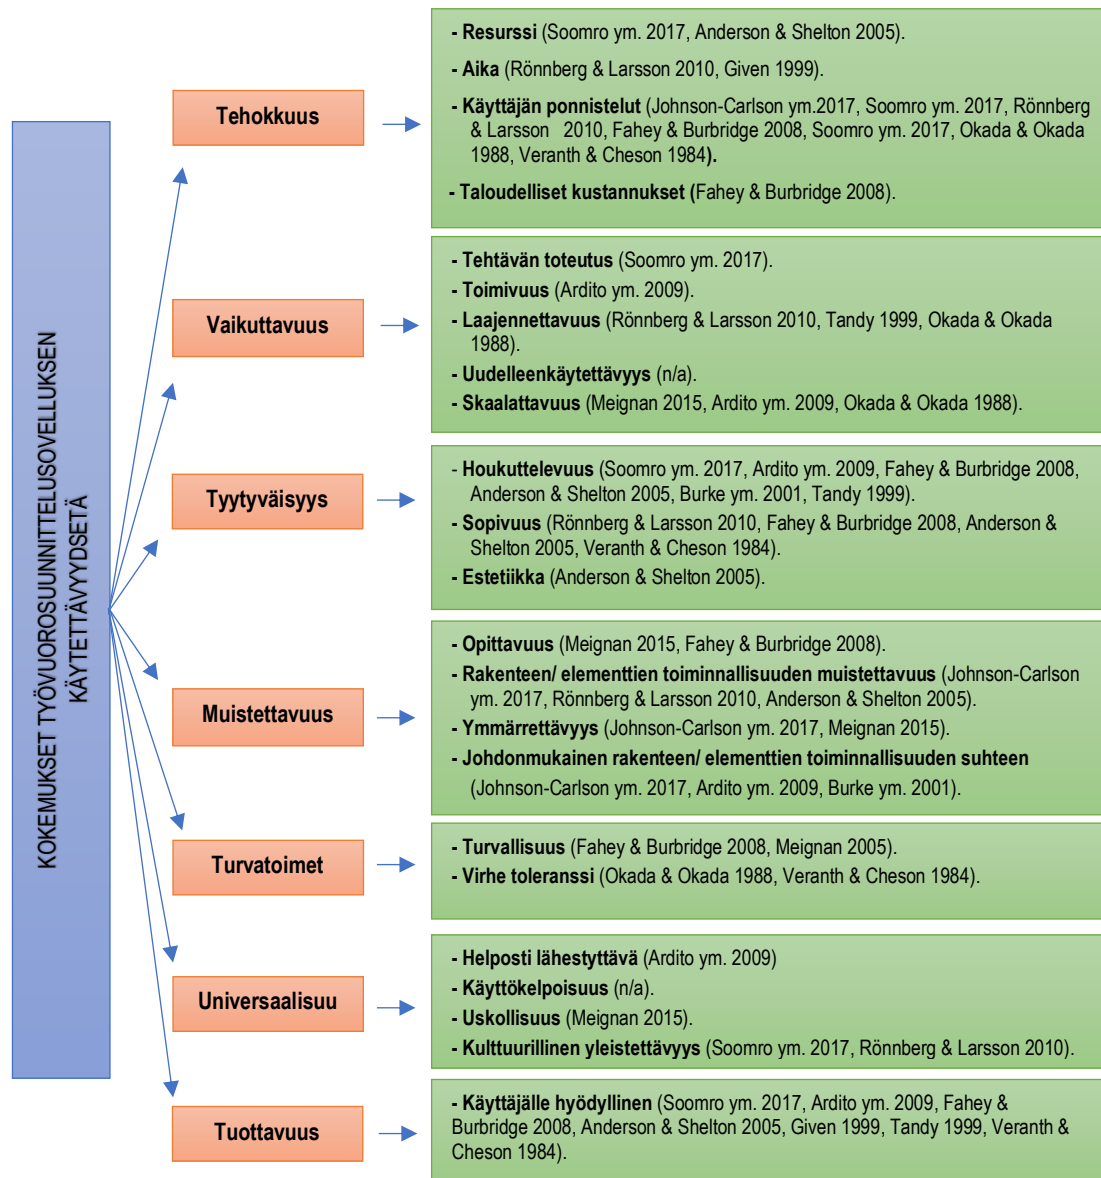 KOKEMUKSET TYÖVUOROSUUNNITTELUSOVELLUKSEN
KÄYTETTÄVYYDSETÄ
Tehokkuus
- Resurssi (Soomro ym. 2017, Anderson & Shelton 2005).
- Aika (Rönnberg & Larsson 2010, Given 1999).
- Käyttäjän ponnistelut (Johnson-Carlson ym.2017, Soomro ym. 2017, Rönnberg
& Larsson 2010, Fahey & Burbridge 2008, Soomro ym. 2017, Okada & Okada
1988, Veranth & Cheson 1984).
- Taloudelliset kustannukset (Fahey & Burbridge 2008).
Vaikuttavuus
- Tehtävän toteutus (Soomro ym. 2017).
- Toimivuus (Ardito ym. 2009).
- Laajennettavuus (Rönnberg & Larsson 2010, Tandy 1999, Okada & Okada
1988).
- Uudelleenkäytettävyys (n/a).
- Skaalattavuus (Meignan 2015, Ardito ym. 2009, Okada & Okada 1988).
Tyytyväisyys
- Houkuttelevuus (Soomro ym. 2017, Ardito ym. 2009, Fahey & Burbridge 2008,
Anderson & Shelton 2005, Burke ym. 2001, Tandy 1999).
- Sopivuus (Rönnberg & Larsson 2010, Fahey & Burbridge 2008, Anderson &
Shelton 2005, Veranth & Cheson 1984).
- Estetiikka (Anderson & Shelton 2005).
Muistettavuus
- Opittavuus (Meignan 2015, Fahey & Burbridge 2008).
- Rakenteen/ elementtien toiminnallisuuden muistettavuus (Johnson-Carlson
ym. 2017, Rönnberg & Larsson 2010, Anderson & Shelton 2005).
- Ymmärrettävyys (Johnson-Carlson ym. 2017, Meignan 2015).
- Johdonmukainen rakenteen/ elementtien toiminnallisuuden suhteen
(Johnson-Carlson ym. 2017, Ardito ym. 2009, Burke ym. 2001).
Turvatoimet
- Turvallisuus (Fahey & Burbridge 2008, Meignan 2005).
- Virhe toleranssi (Okada & Okada 1988, Veranth & Cheson 1984).
Universaalisuu
- Helposti lähestyttävä (Ardito ym. 2009)
- Käyttökelpoisuus (n/a).
- Uskollisuus (Meignan 2015).
- Kulttuurillinen yleistettävyys (Soomro ym. 2017, Rönnberg & Larsson 2010).
Tuottavuus
- Käyttäjälle hyödyllinen (Soomro ym. 2017, Ardito ym. 2009, Fahey &
Burbridge 2008, Anderson & Shelton 2005, Given 1999, Tandy 1999, Veranth &
Cheson 1984).